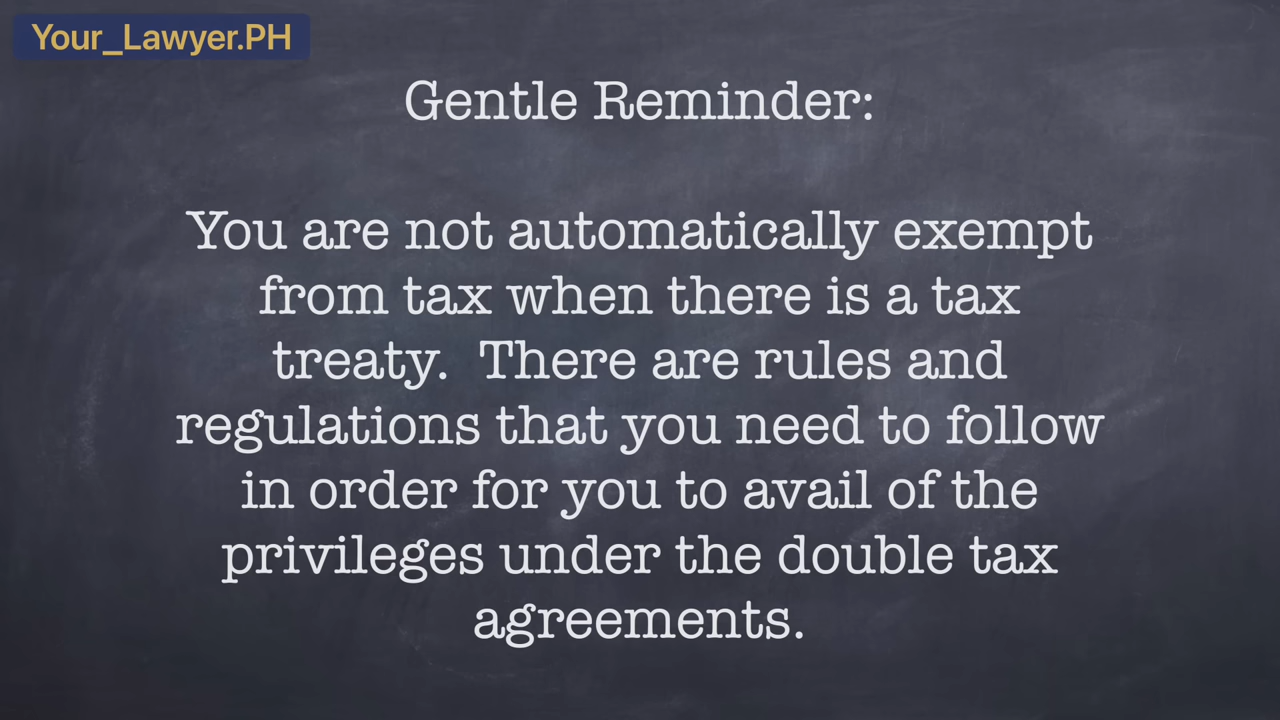 Your_Lawyer.PH
Gentle Reminder:
You are not automatically exempt
from tax when there is a tax
treaty.  There are rules and
regulations that you need to follow
in order for you to avail of the
privileges under the double tax
agreements.